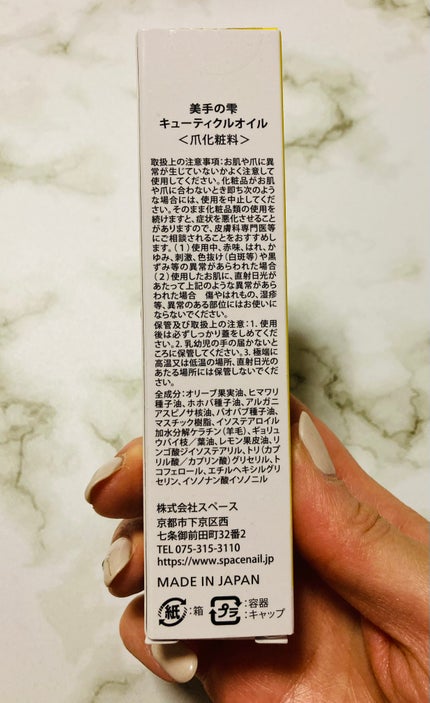 美手の雫
キューティクルオイル
＜爪化粧料＞
取扱上の注意事項:お肌や爪に異
常が生じていないかよく注意して
使用してください。化粧品がお肌
や爪に合わないとき即ち次のよう
な場合には、使用を中止してくださ
い。そのまま化粧品類の使用を
続けますと、症状を悪化させること
がありますので、皮膚科専門医等
にご相談されることをおすすめし
ます。（1）使用中、赤味、はれ、か
ゆみ、刺激、色抜け(白斑等)や黒
ずみ等の異常があらわれた場合
（2）使用したお肌に、直射日光が
あたって上記のような異常があら
われた場合　傷やはれもの、湿疹
等、異常のある部位にはお使いに
ならないでください。
保管及び取扱上の注意：1. 使用
後は必ずしっかり蓋をしめてくだ
さい。2. 乳幼児の手の届かないと
ころに保管してください。3. 極端に
高温又は低温の場所、直射日光の
あたる場所には保管しないでくだ
さい。
全成分：オリーブ果実油、ヒマワリ
種子油、ホホバ種子油、アルガニ
アスピノサ核油、バオバブ種子油、
マスチック樹脂、イソステアロイル
加水分解ケラチン(羊毛)、ギョリュ
ウバイ枝／葉油、レモン果皮油、リ
ンゴ酸ジイソステアリル、トリ(カプ
リル酸／カプリン酸)グリセリル、ト
コフェロール、エチルヘキシルグリ
セリン、イソノナン酸イソノニル
株式会社スペース
京都市下京区西
七条御前田町32番2
TEL 075-315-3110
https://www.spacenail.jp
MADE IN JAPAN
紙:箱
プラ:容器
:キャップ